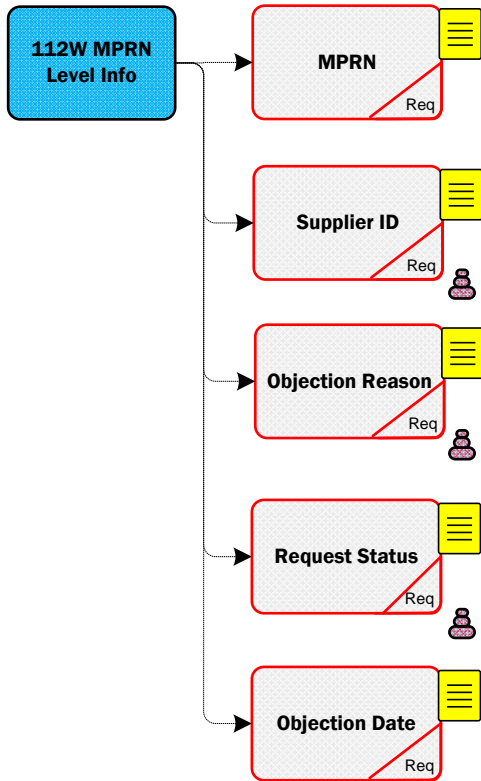 112W MPRN
Level Info
MPRN
Req
Supplier ID
Req
Objection Reason
Req
Request Status
Req
Objection Date
Req